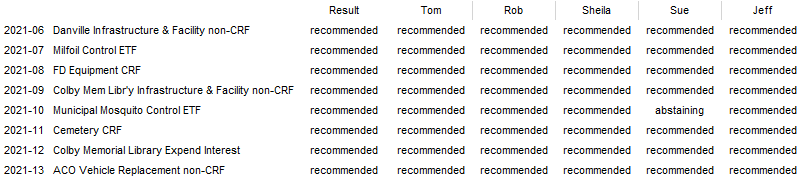 Result Tom Rob Sheila Sue Jeff
2021-06 Danville Infrastructure & Facility non-CRF recommended recommended recommended recommended recommended recommended
2021-07 Milfoil Control ETF recommended recommended recommended recommended recommended recommended
2021-08 FD Equipment CRF recommended recommended recommended recommended recommended recommended
2021-09 Colby Mem Libr'y Infrastructure & Facility non-CRF recommended recommended recommended recommended recommended recommended
2021-10 Municipal Mosquito Control ETF recommended recommended recommended recommended abstaining recommended
2021-11 Cemetery CRF recommended recommended recommended recommended recommended recommended
2021-12 Colby Memorial Library Expend Interest recommended recommended recommended recommended recommended recommended
2021-13 ACO Vehicle Replacement non-CRF recommended recommended recommended recommended recommended recommended